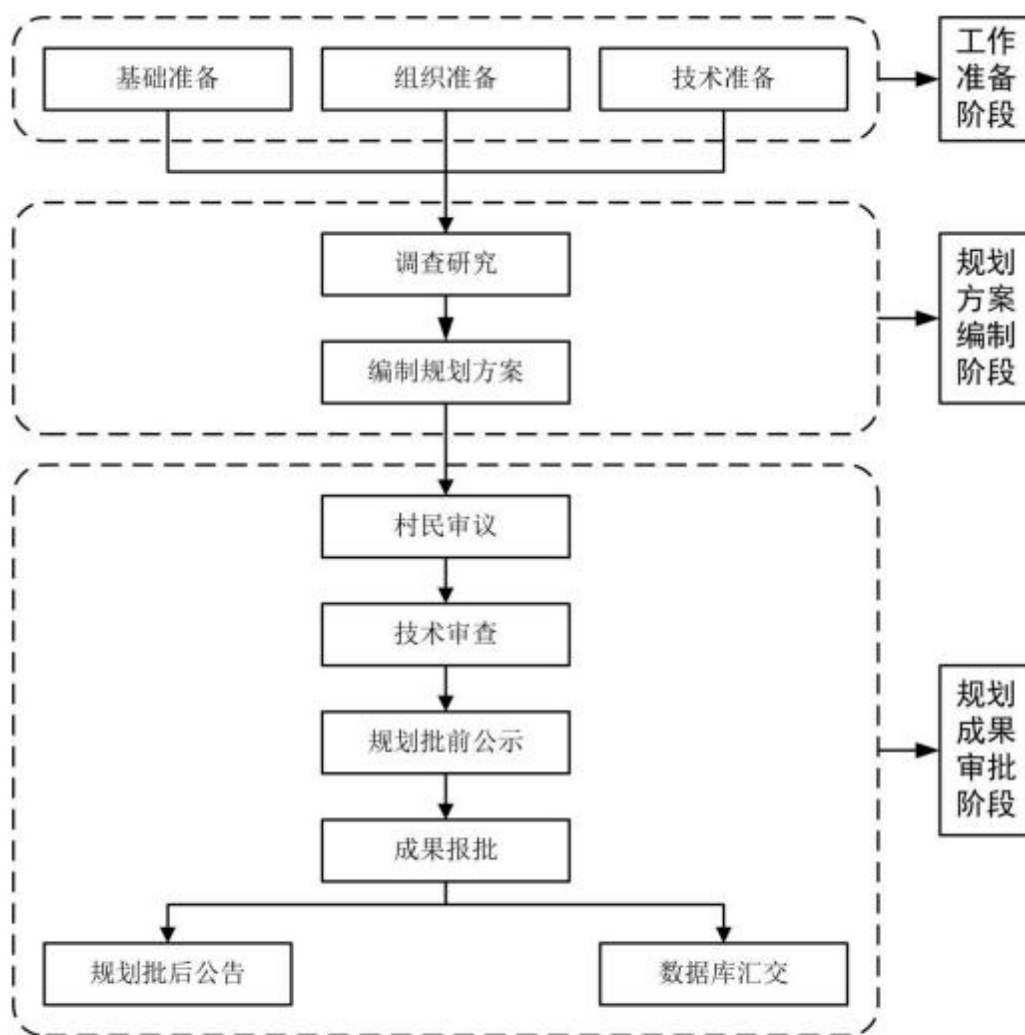 基础准备
组织准备
技术准备
工作
准备
阶段
调查研究
编制规划方案
规划
方案
编制
阶段
村民审议
技术审查
规划批前公示
成果报批
规划批后公告
数据库汇交
规划
成果
审批
阶段